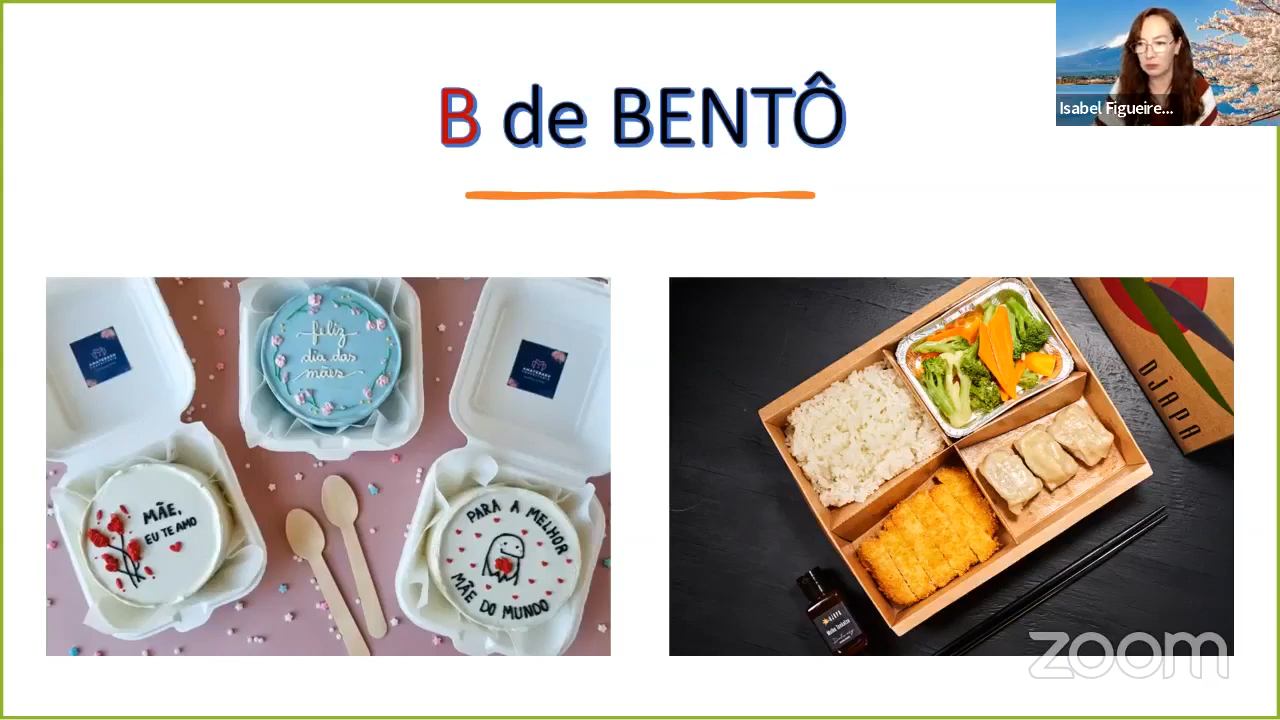 B de BENTÔ
Isabel Figueire...
feliz
dia das
mães
MÃE,
EU TE AMO
PARA A MELHOR
MÃE DO MUNDO
DJAPA
zoom